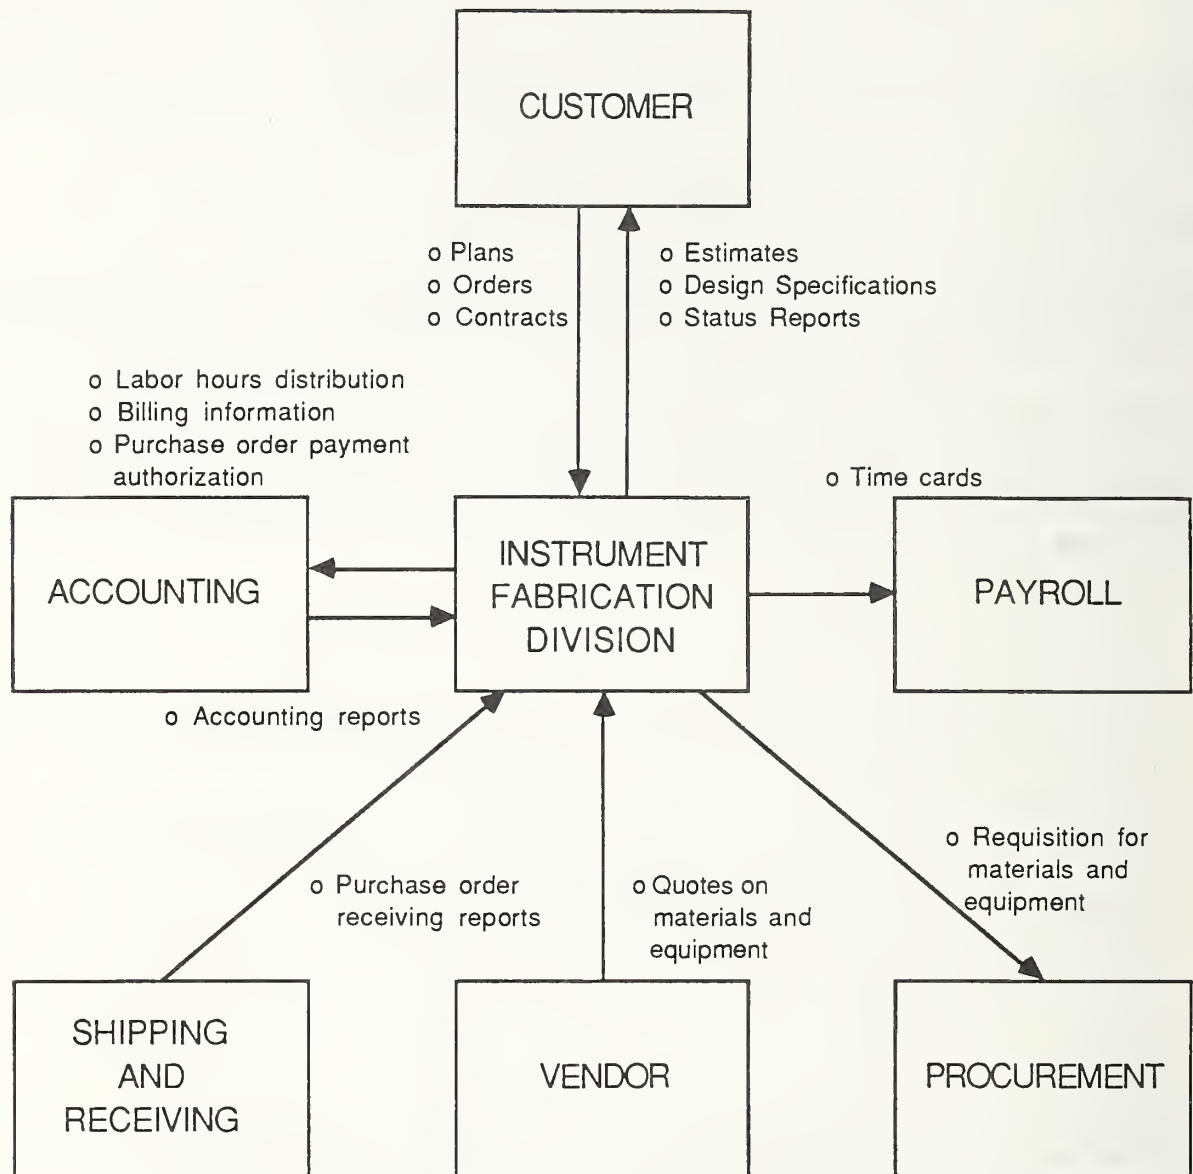 CUSTOMER
o Plans
o Orders
o Contracts
o Estimates
o Design Specifications
o Status Reports
o Labor hours distribution
o Billing information
o Purchase order payment
authorization
o Time cards
ACCOUNTING
INSTRUMENT
FABRICATION
DIVISION
PAYROLL
o Accounting reports
o Purchase order
receiving reports
o Quotes on
materials and
equipment
o Requisition for
materials and
equipment
SHIPPING
AND
RECEIVING
VENDOR
PROCUREMENT